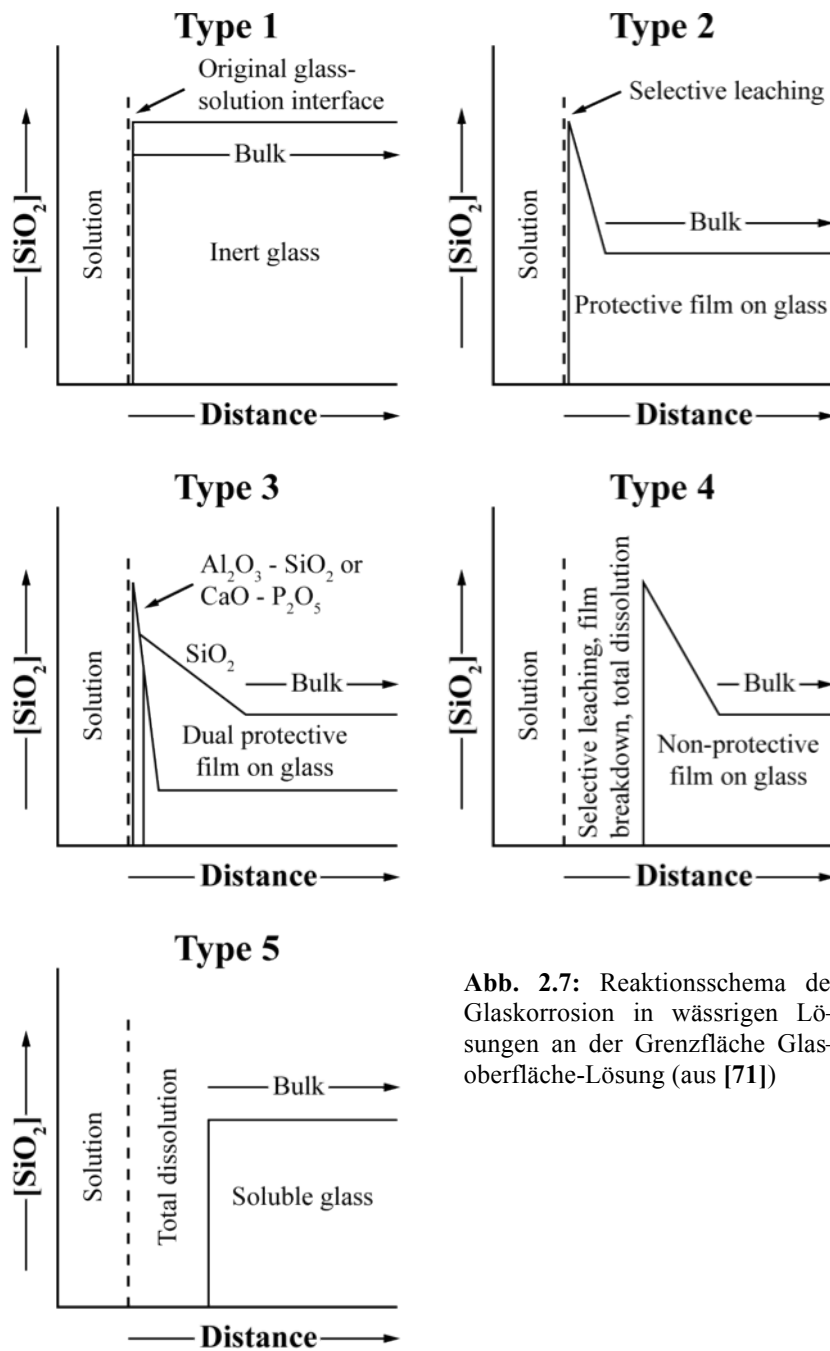 Type 1
Original glass-
solution interface
Bulk
Inert glass
Solution
[SiO₂]
Distance
Type 2
Selective leaching
Bulk
Protective film on glass
Solution
[SiO₂]
Distance
Type 3
Al₂O₃ - SiO₂ or
CaO - P₂O₅
SiO₂
Bulk
Dual protective
film on glass
Solution
[SiO₂]
Distance
Type 4
Selective leaching, film
breakdown, total dissolution
Bulk
Non-protective
film on glass
Solution
[SiO₂]
Distance
Type 5
Bulk
Total dissolution
Soluble glass
Solution
[SiO₂]
Distance
Abb. 2.7: Reaktionsschema de
Glaskorrosion in wässrigen Lö-
sungen an der Grenzfläche Glas-
oberfläche-Lösung (aus [71])